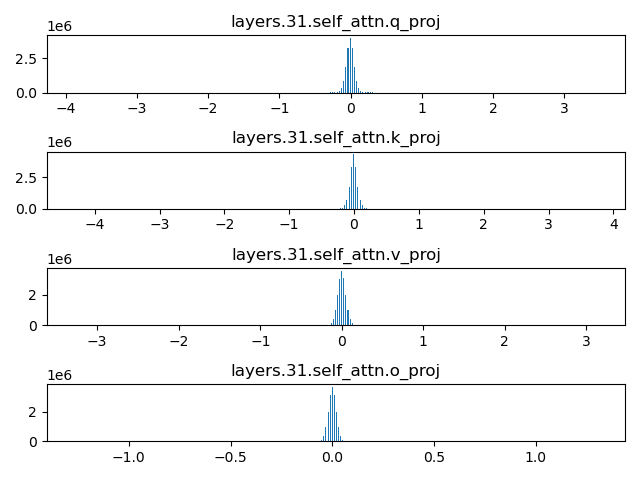 layers.31.self_attn.q_proj
1e6
2.5
0.0
−4 −3 −2 −1 0 1 2 3
layers.31.self_attn.k_proj
1e6
2.5
0.0
−4 −3 −2 −1 0 1 2 3 4
layers.31.self_attn.v_proj
1e6
2
0
−3 −2 −1 0 1 2 3
layers.31.self_attn.o_proj
1e6
2
0
−1.0 −0.5 0.0 0.5 1.0